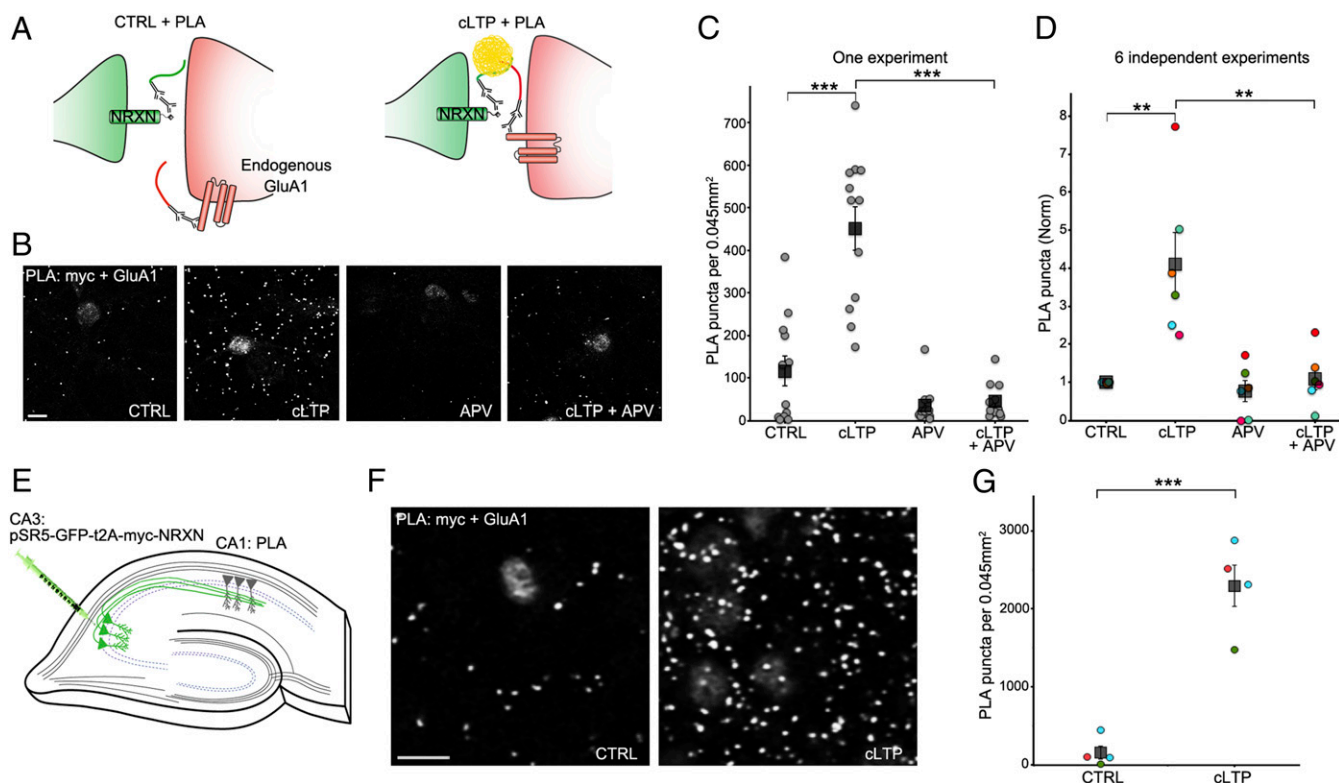 A
CTRL + PLA
NRXN
Endogenous
GluA1
cLTP + PLA
NRXN
B
PLA: myc + GluA1
CTRL
cLTP
APV
cLTP + APV
C
One experiment
***
***
PLA puncta per 0.045mm²
700
600
500
400
300
200
100
0
CTRL
cLTP
APV
cLTP
+ APV
D
6 independent experiments
**
**
PLA puncta (Norm)
8
7
6
5
4
3
2
1
0
CTRL
cLTP
APV
cLTP
+ APV
E
CA3:
pSR5-GFP-t2A-myc-NRXN
CA1: PLA
F
PLA: myc + GluA1
CTRL
cLTP
G
***
PLA puncta per 0.045mm²
3000
2000
1000
0
CTRL
cLTP